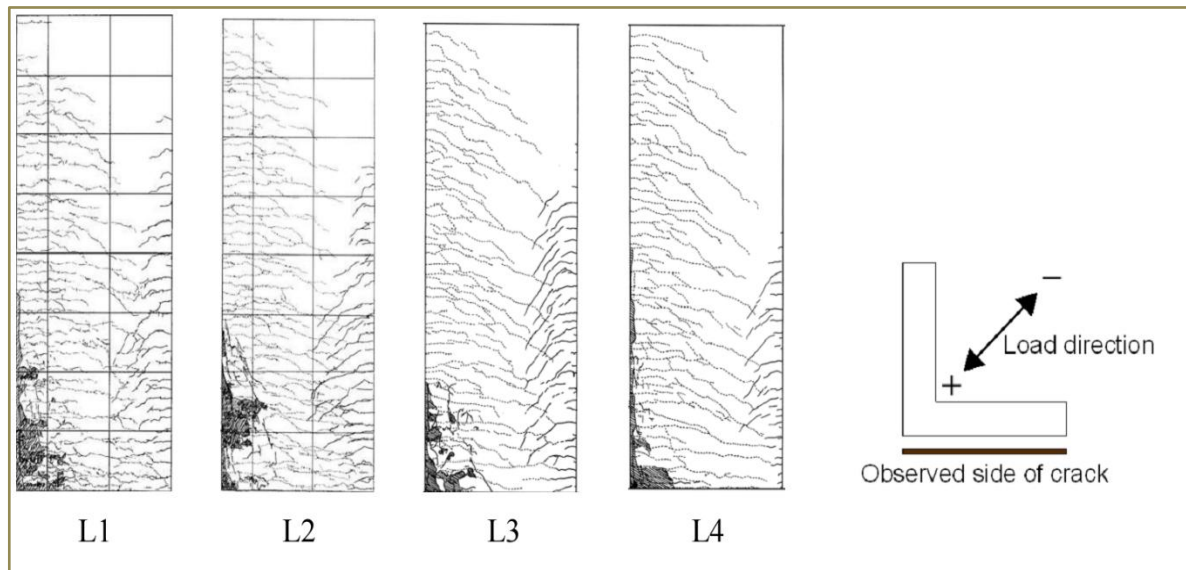 L1
L2
L3
L4
−
Load direction
+
Observed side of crack